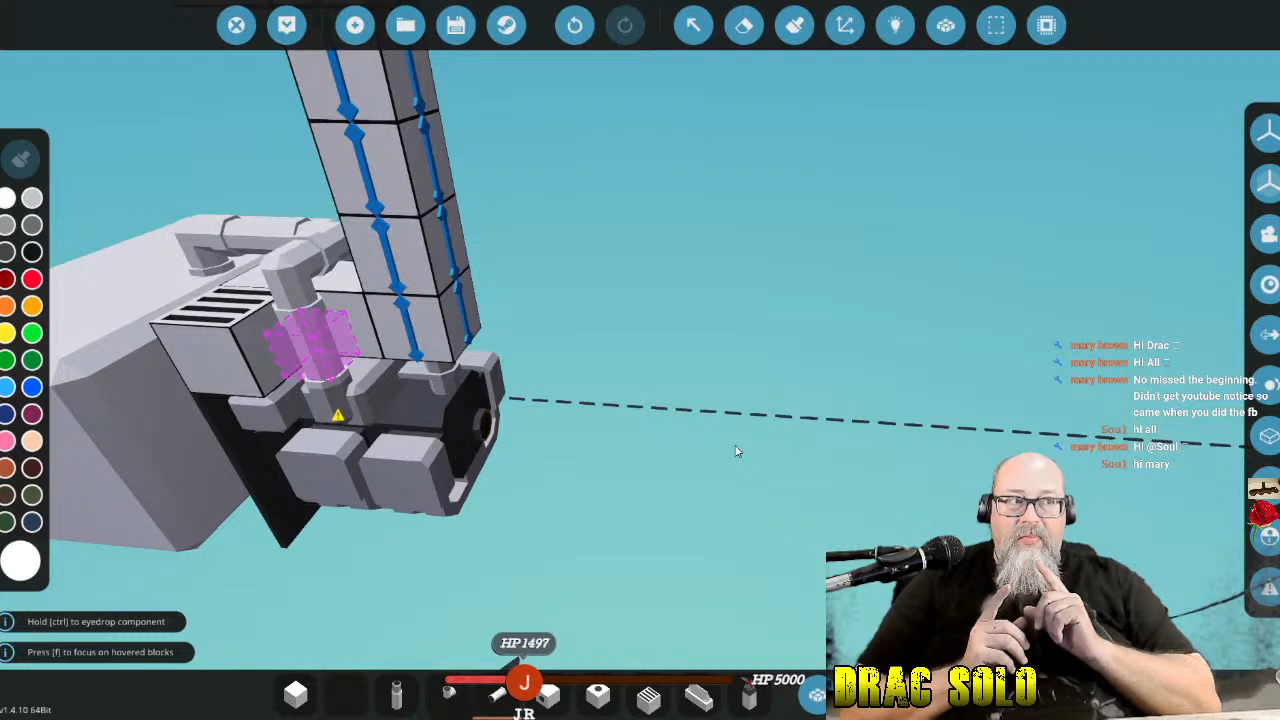 mary brown Hi Drac
mary brown Hi All
mary brown No missed the beginning.
Didn't get youtube notice so
came when you did the fb
Soul hi all
mary brown Hi @Soul
Soul hi mary
Hold [ctrl] to eyedrop component
Press [f] to focus on hovered blocks
HP 1497
HP 5000
J
JR
DRAC SOLO
v1.4.10 64Bit